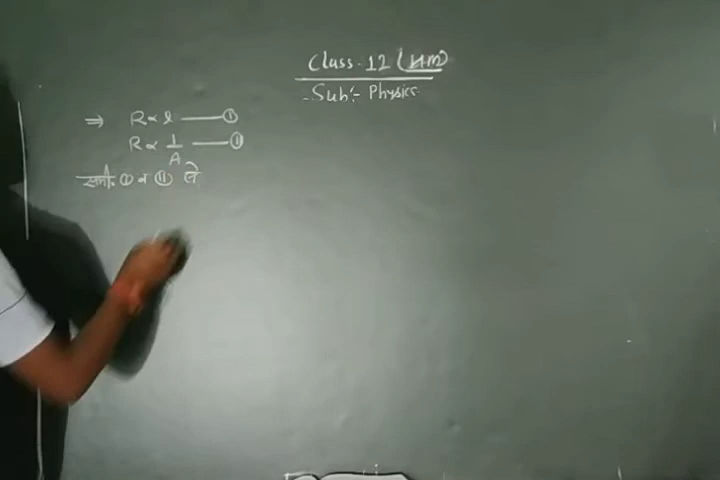 Class-12 (HM)
Sub:- Physics
⇒ R ∝ l —— ①
R ∝ 1/A —— ②
समी० ① व ② से